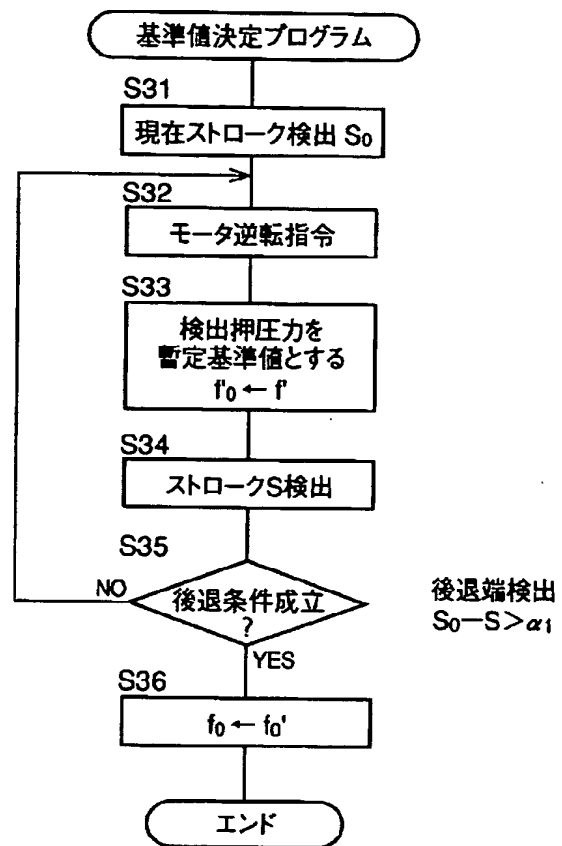 基準値決定プログラム
S31
現在ストローク検出 S₀
S32
モータ逆転指令
S33
検出押圧力を
暫定基準値とする
f'₀ ← f'
S34
ストロークS検出
S35
NO
後退条件成立
?
後退端検出
S₀−S>α₁
YES
S36
f₀ ← f₀'
エンド